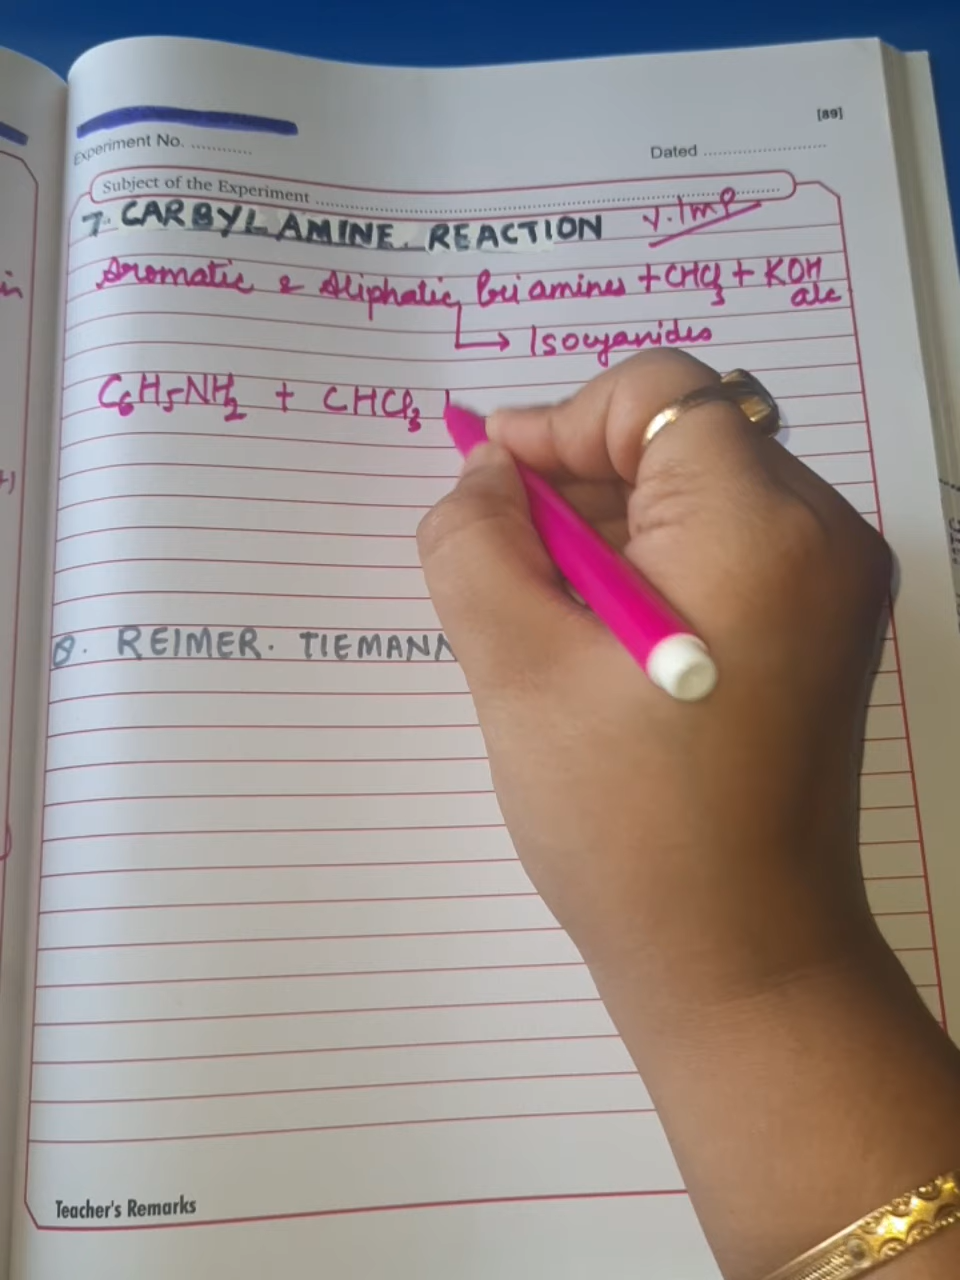 [89]
Experiment No. ............
Dated ........................
Subject of the Experiment ........................
7. CARBYLAMINE. REACTION V.Imp
Aromatic & Aliphatic pri amines + CHCl3 + KOH
alc
→ Isocyanides
C6H5NH2 + CHCl3
8. REIMER. TIEMANN
Teacher's Remarks
in